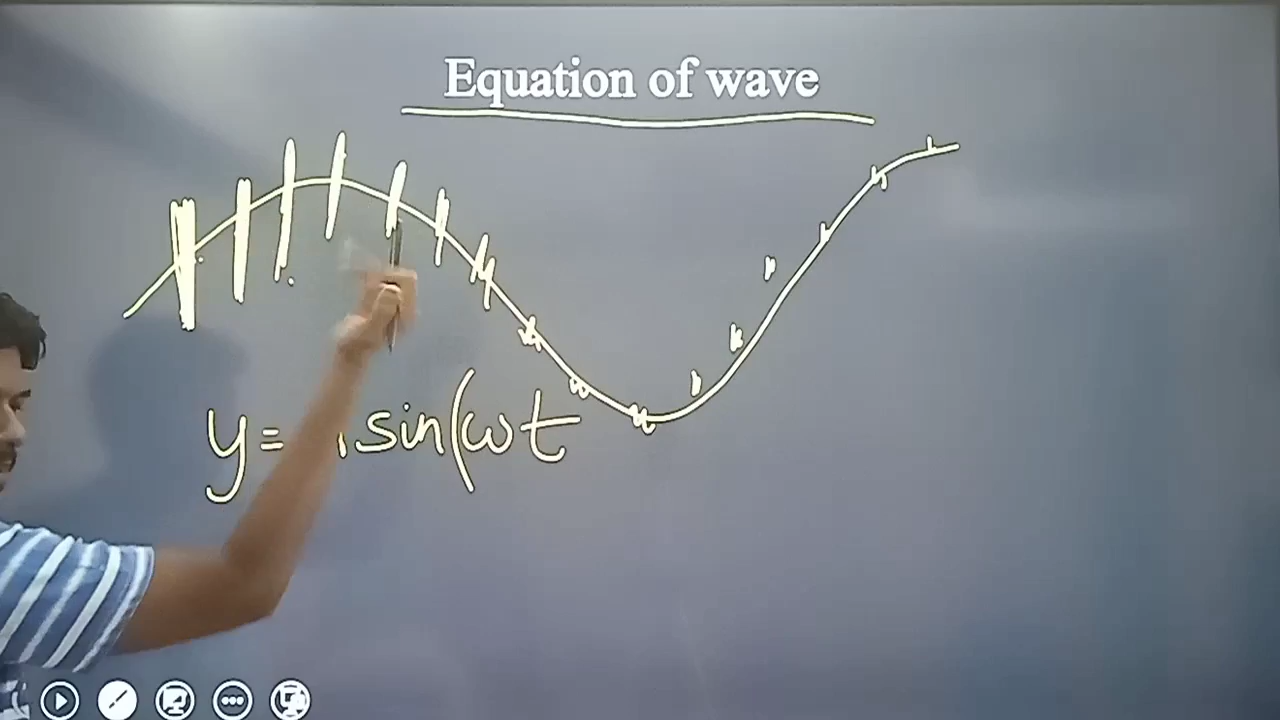 Equation of wave
y = sin(ωt